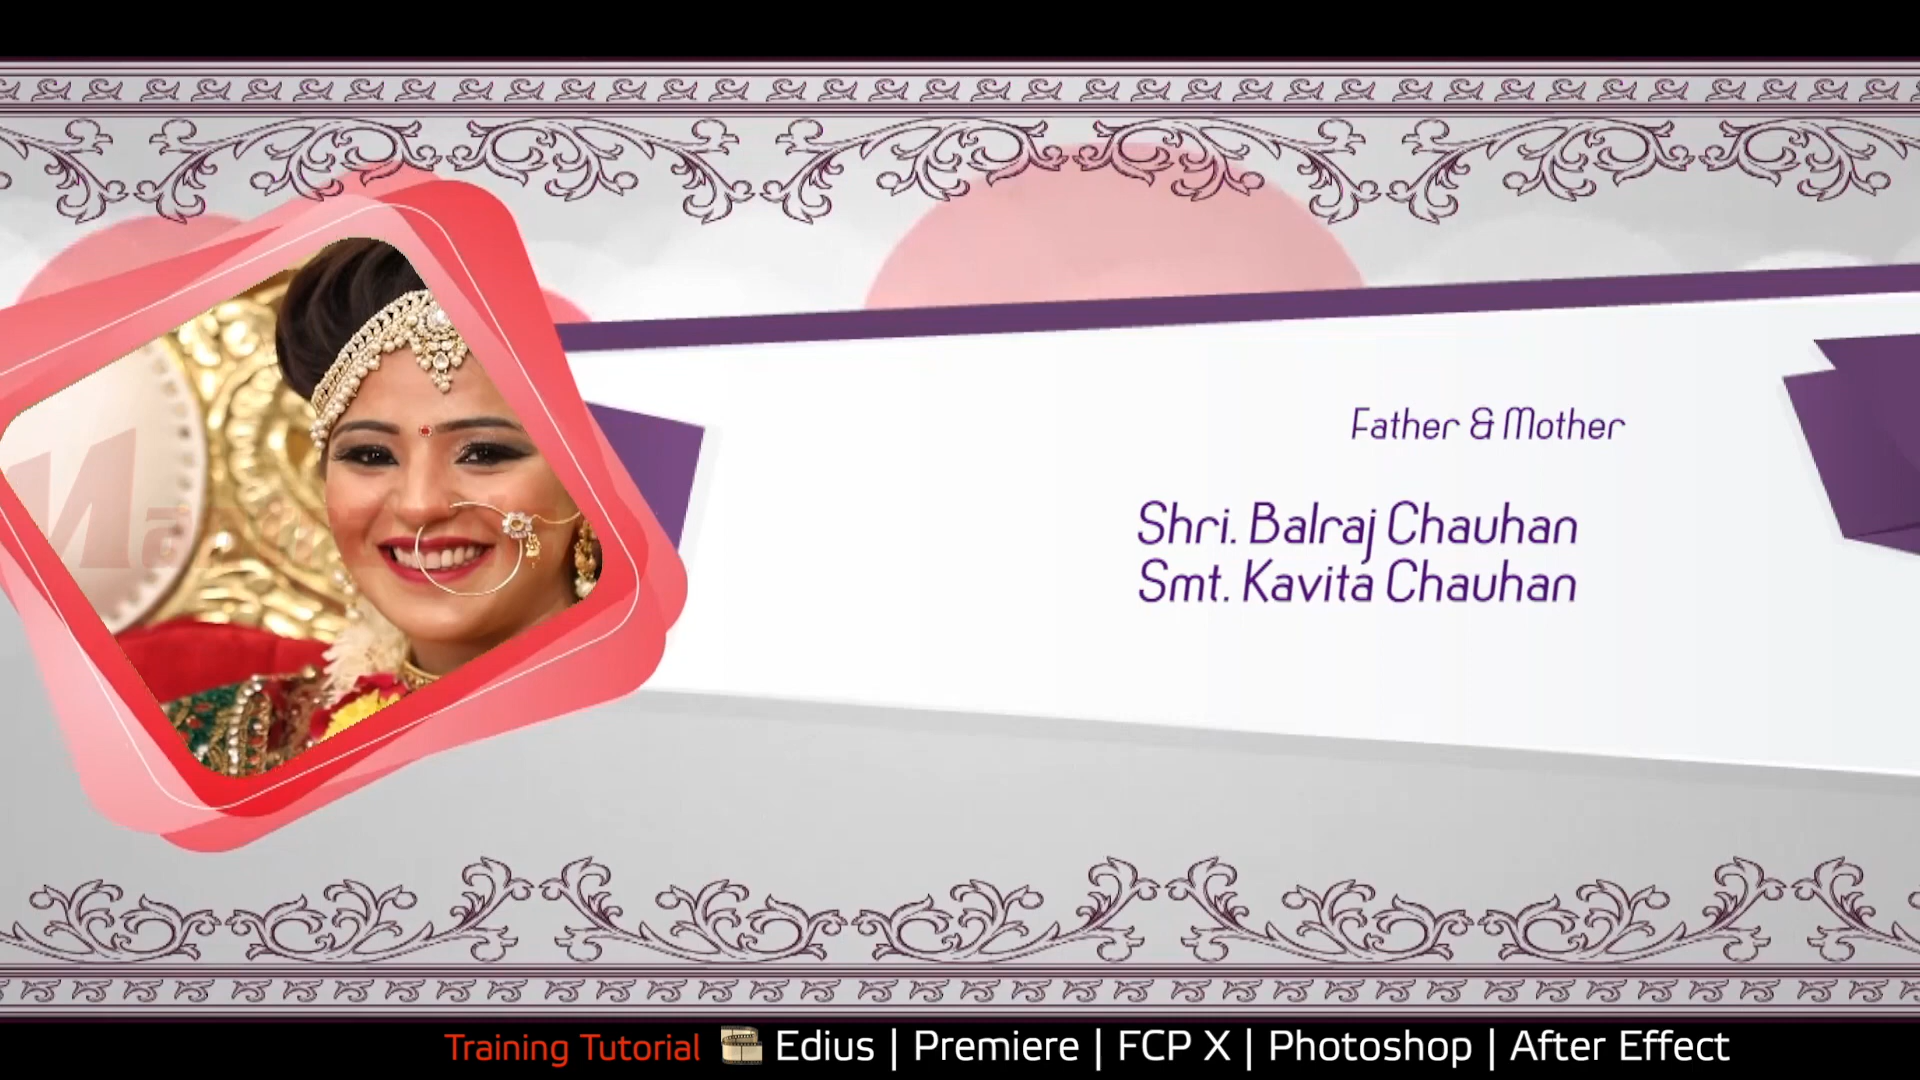 Father & Mother
Shri. Balraj Chauhan
Smt. Kavita Chauhan
Training Tutorial Edius | Premiere | FCP X | Photoshop | After Effect